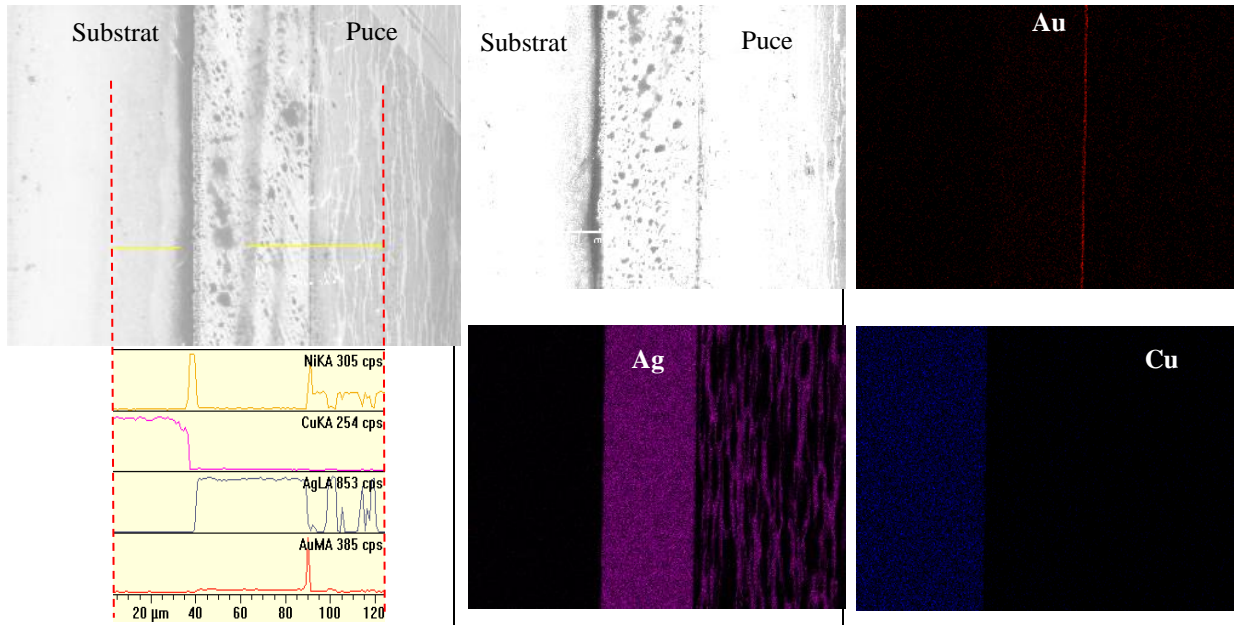 Substrat
Puce
NiKA 305 cps
CuKA 254 cps
AgLA 853 cps
AuMA 385 cps
20 µm 40 60 80 100 120
Substrat
Puce
Au
Ag
Cu